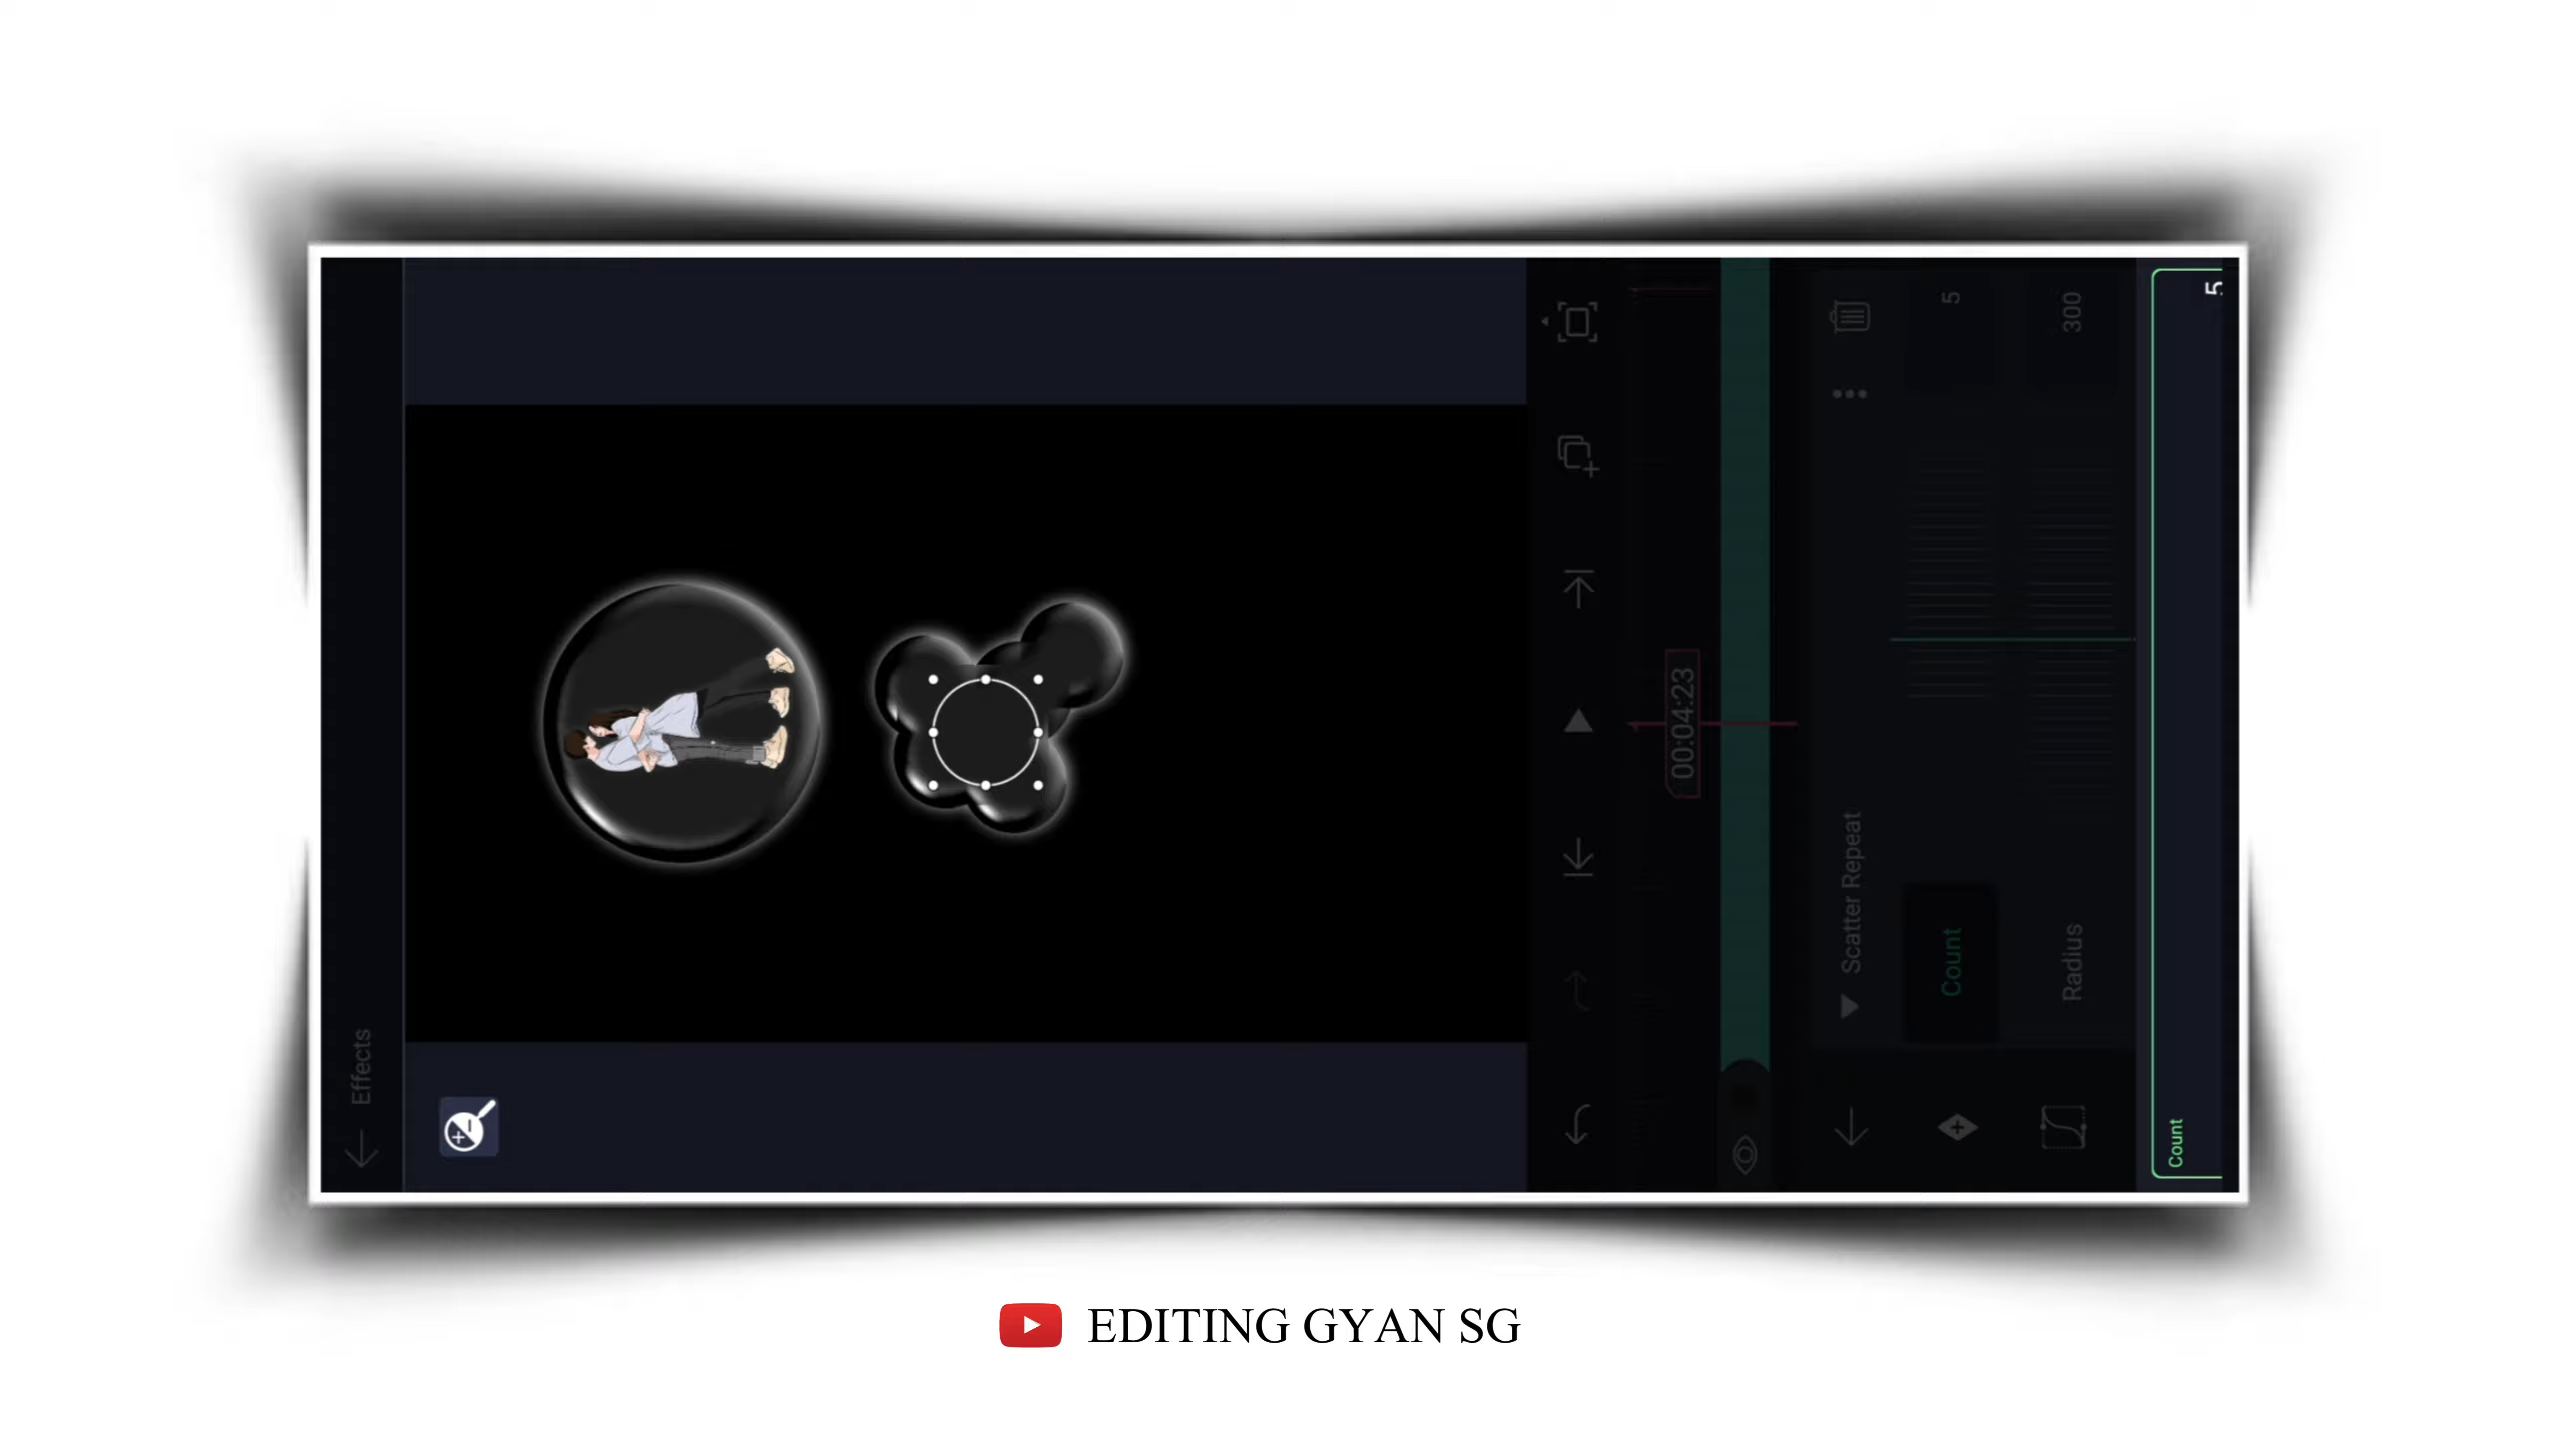 Effects
00:04:23
Scatter Repeat
Count
5
Radius
300
Count
5
EDITING GYAN SG